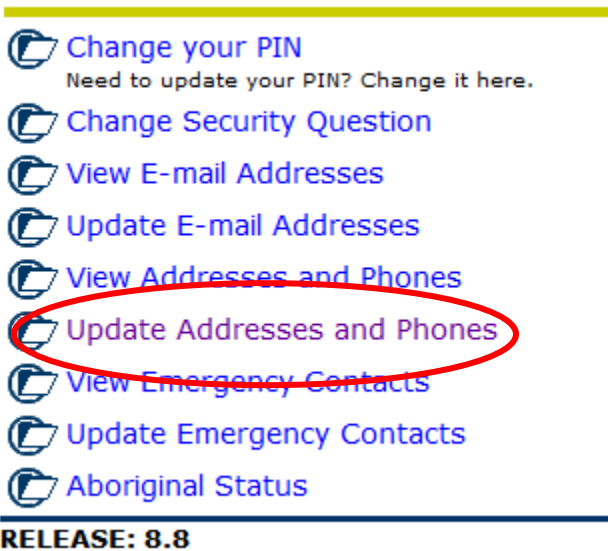 Change your PIN
Need to update your PIN? Change it here.
Change Security Question
View E-mail Addresses
Update E-mail Addresses
View Addresses and Phones
Update Addresses and Phones
View Emergency Contacts
Update Emergency Contacts
Aboriginal Status
RELEASE: 8.8